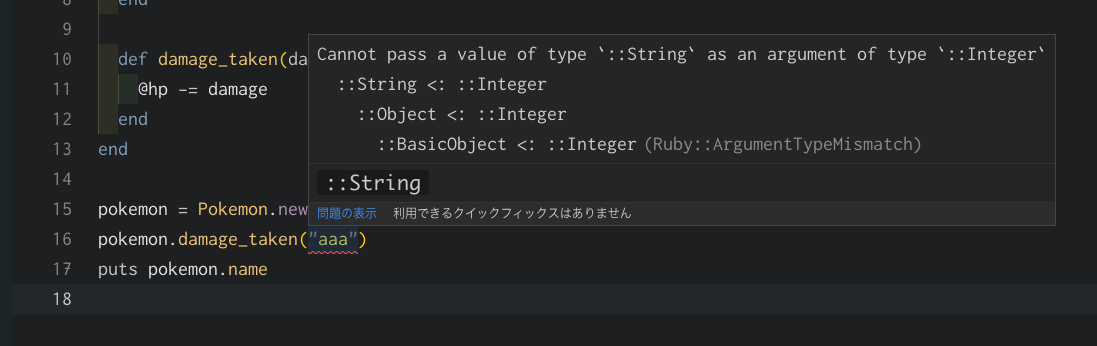 8 end
9
10 def damage_taken(da
Cannot pass a value of type `::String` as an argument of type `::Integer`
::String <: ::Integer
::Object <: ::Integer
::BasicObject <: ::Integer (Ruby::ArgumentTypeMismatch)
::String
問題の表示 利用できるクイックフィックスはありません
11 @hp -= damage
12 end
13 end
14
15 pokemon = Pokemon.new
16 pokemon.damage_taken("aaa")
17 puts pokemon.name
18